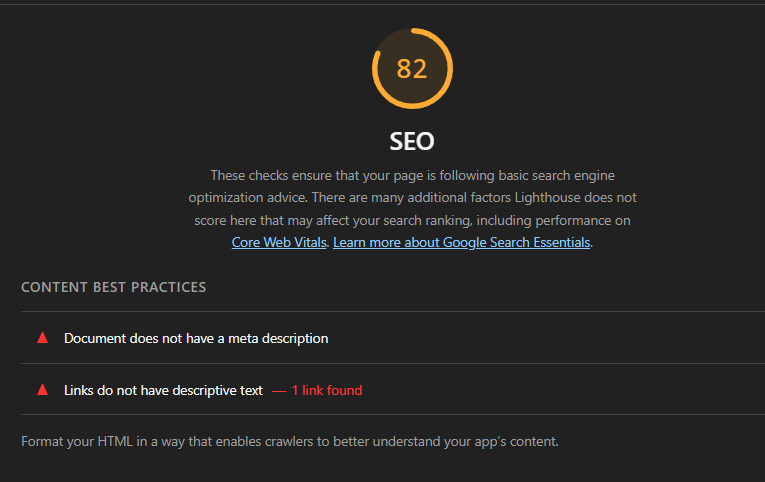 82
SEO
These checks ensure that your page is following basic search engine
optimization advice. There are many additional factors Lighthouse does not
score here that may affect your search ranking, including performance on
Core Web Vitals. Learn more about Google Search Essentials.
CONTENT BEST PRACTICES
Document does not have a meta description
Links do not have descriptive text — 1 link found
Format your HTML in a way that enables crawlers to better understand your app’s content.